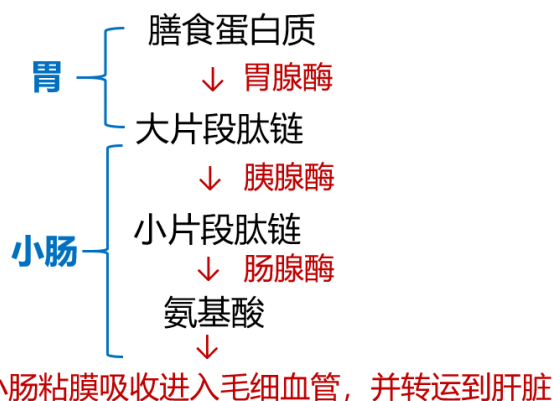 膳食蛋白质
胃
↓ 胃腺酶
大片段肽链
↓ 胰腺酶
小片段肽链
小肠
↓ 肠腺酶
氨基酸
↓
小肠粘膜吸收进入毛细血管，并转运到肝脏